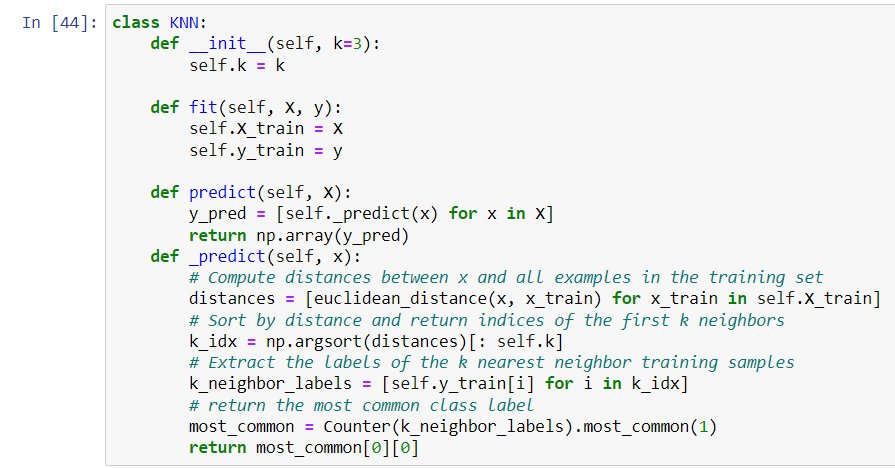 In [44]: class KNN:
    def __init__(self, k=3):
        self.k = k

    def fit(self, X, y):
        self.X_train = X
        self.y_train = y

    def predict(self, X):
        y_pred = [self._predict(x) for x in X]
        return np.array(y_pred)
    def _predict(self, x):
        # Compute distances between x and all examples in the training set
        distances = [euclidean_distance(x, x_train) for x_train in self.X_train]
        # Sort by distance and return indices of the first k neighbors
        k_idx = np.argsort(distances)[: self.k]
        # Extract the labels of the k nearest neighbor training samples
        k_neighbor_labels = [self.y_train[i] for i in k_idx]
        # return the most common class label
        most_common = Counter(k_neighbor_labels).most_common(1)
        return most_common[0][0]